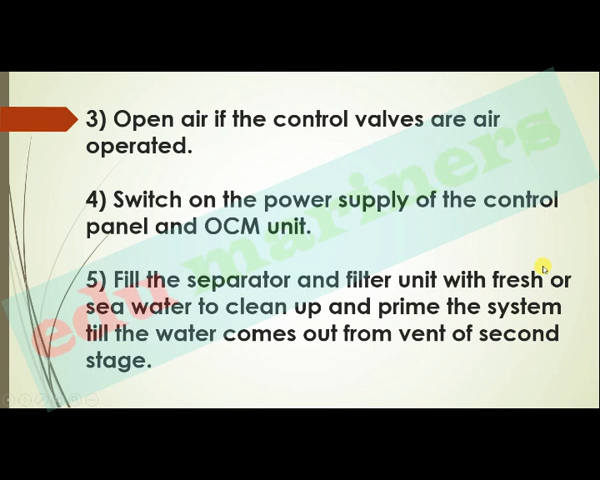 3) Open air if the control valves are air
operated.
4) Switch on the power supply of the control
panel and OCM unit.
5) Fill the separator and filter unit with fresh or
sea water to clean up and prime the system
till the water comes out from vent of second
stage.
edu mariners